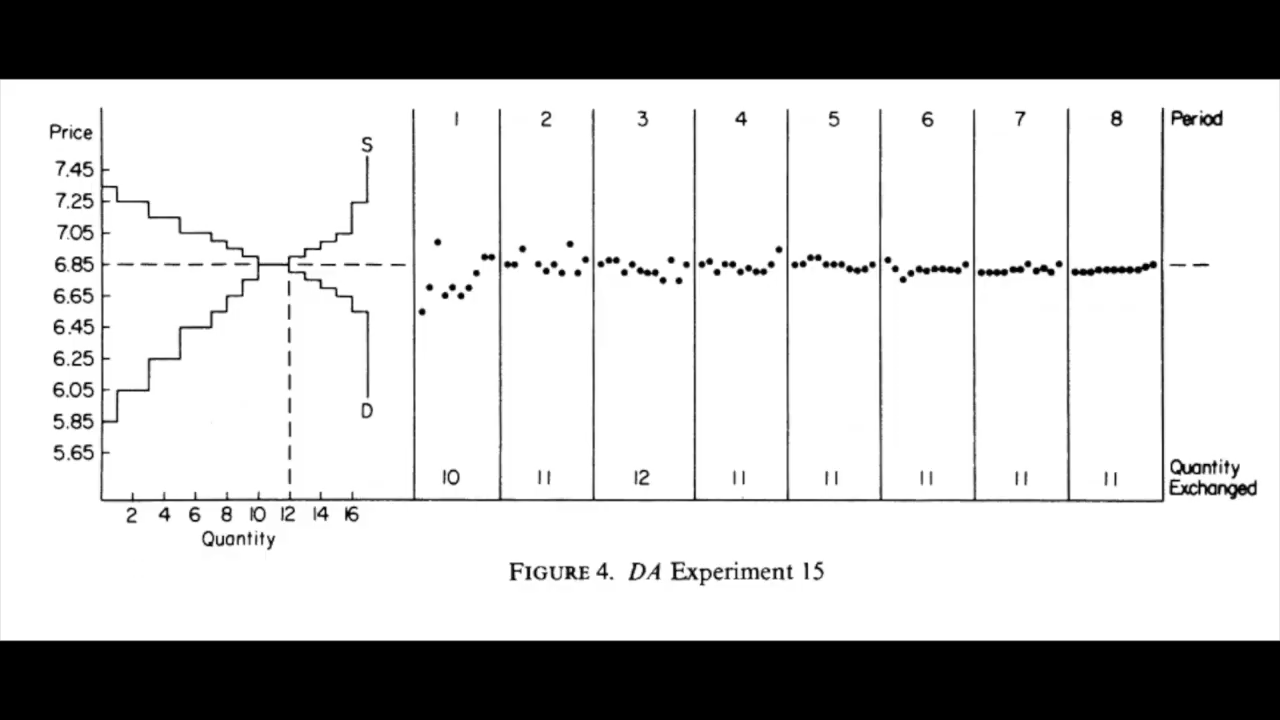 Price
7.45
7.25
7.05
6.85
6.65
6.45
6.25
6.05
5.85
5.65
S
D
2 4 6 8 10 12 14 16
Quantity
1 2 3 4 5 6 7 8 Period
10 11 12 11 11 11 11 11 Quantity
Exchanged
FIGURE 4. DA Experiment 15